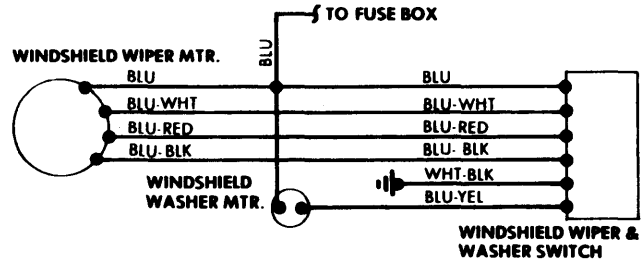 TO FUSE BOX
BLU
WINDSHIELD WIPER MTR.
BLU BLU
BLU-WHT BLU-WHT
BLU-RED BLU-RED
BLU-BLK BLU-BLK
WHT-BLK
WINDSHIELD
WASHER MTR.
BLU-YEL
WINDSHIELD WIPER &
WASHER SWITCH